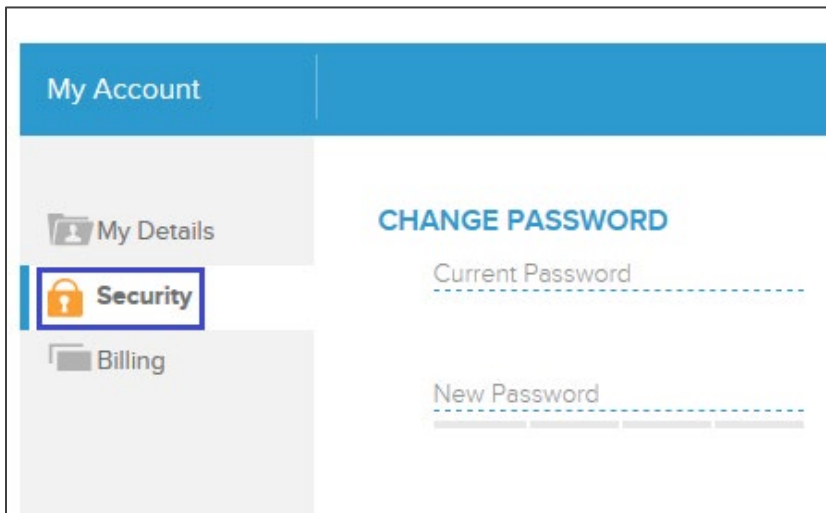 My Account
My Details
Security
Billing
CHANGE PASSWORD
Current Password
New Password